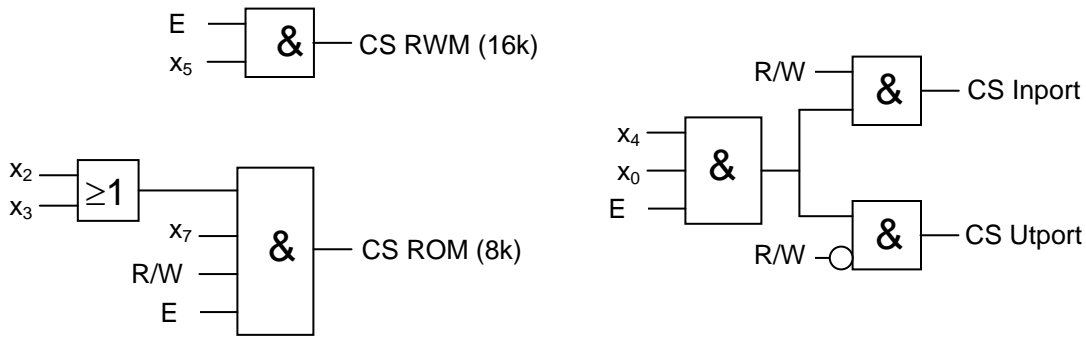 E
x₅
&
CS RWM (16k)
x₂
x₃
≥1
x₇
R/W
E
&
CS ROM (8k)
x₄
x₀
E
&
R/W
&
CS Inport
R/W
&
CS Utport